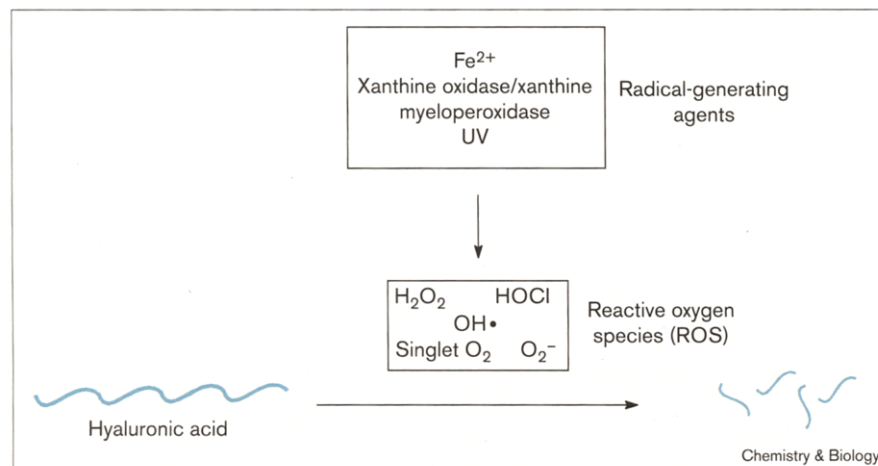 Fe²⁺
Xanthine oxidase/xanthine
myeloperoxidase
UV
Radical-generating
agents
H₂O₂ HOCl
OH•
Singlet O₂ O₂⁻
Reactive oxygen
species (ROS)
Hyaluronic acid
Chemistry & Biology